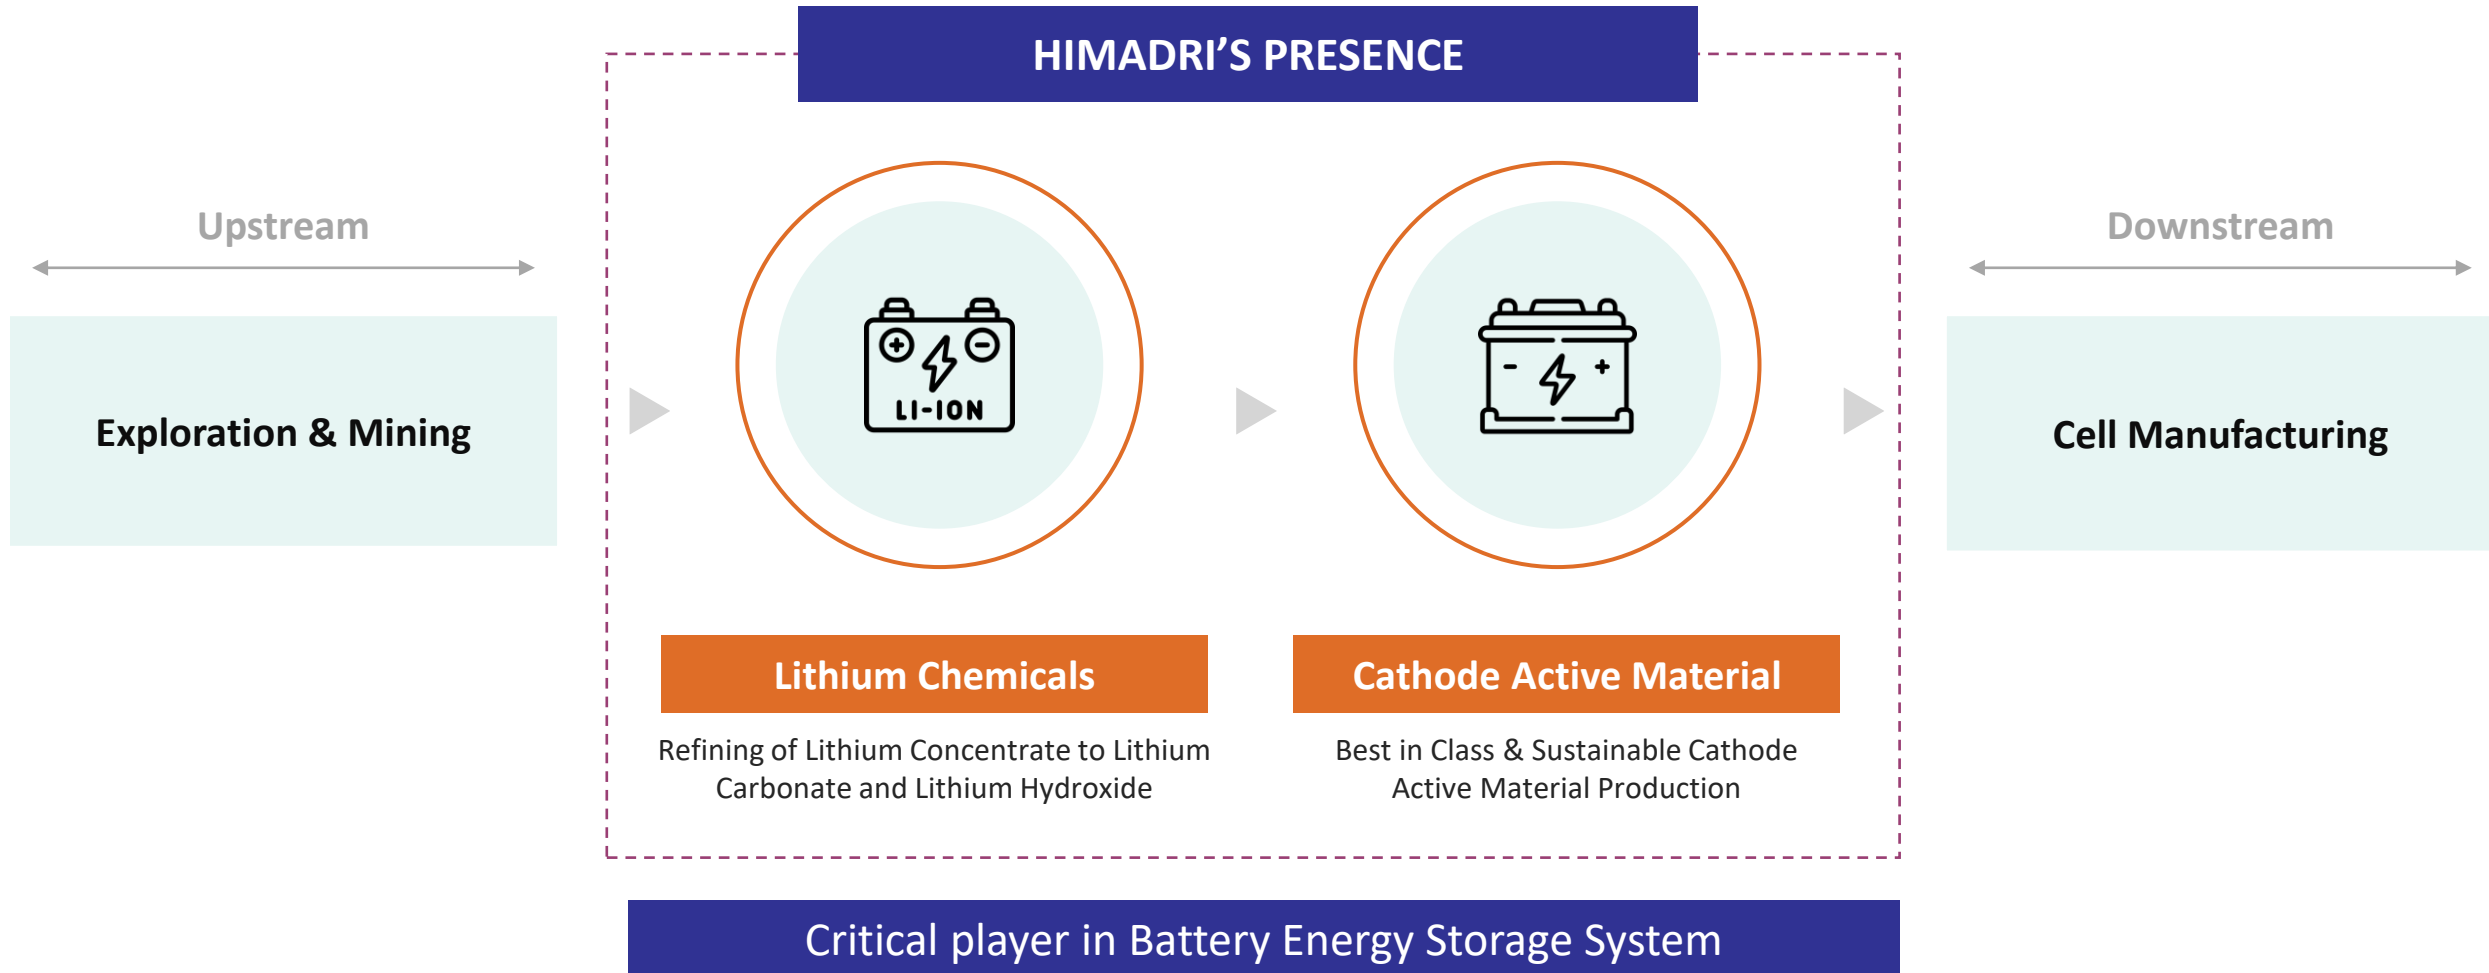 HIMADRI’S PRESENCE
Upstream
Exploration & Mining
+ −
LI-ION
- +
Lithium Chemicals
Refining of Lithium Concentrate to Lithium
Carbonate and Lithium Hydroxide
Cathode Active Material
Best in Class & Sustainable Cathode
Active Material Production
Downstream
Cell Manufacturing
Critical player in Battery Energy Storage System